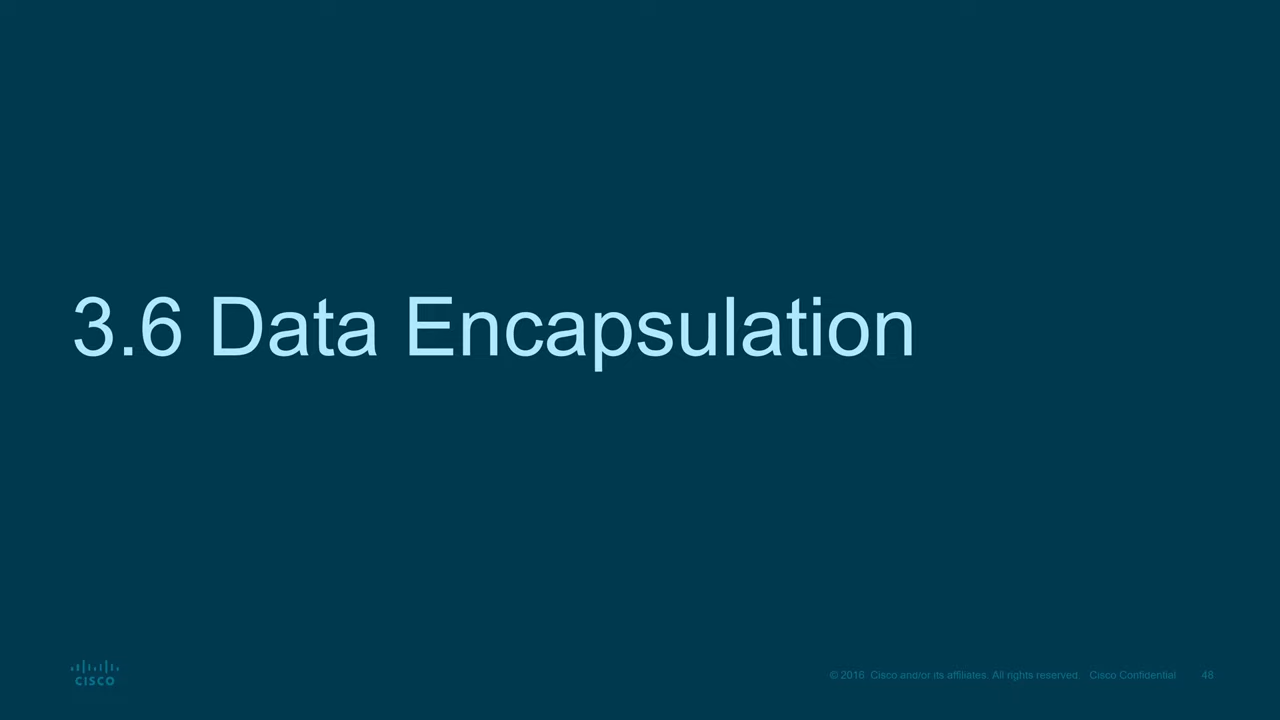 3.6 Data Encapsulation
CISCO
© 2016 Cisco and/or its affiliates. All rights reserved. Cisco Confidential 48